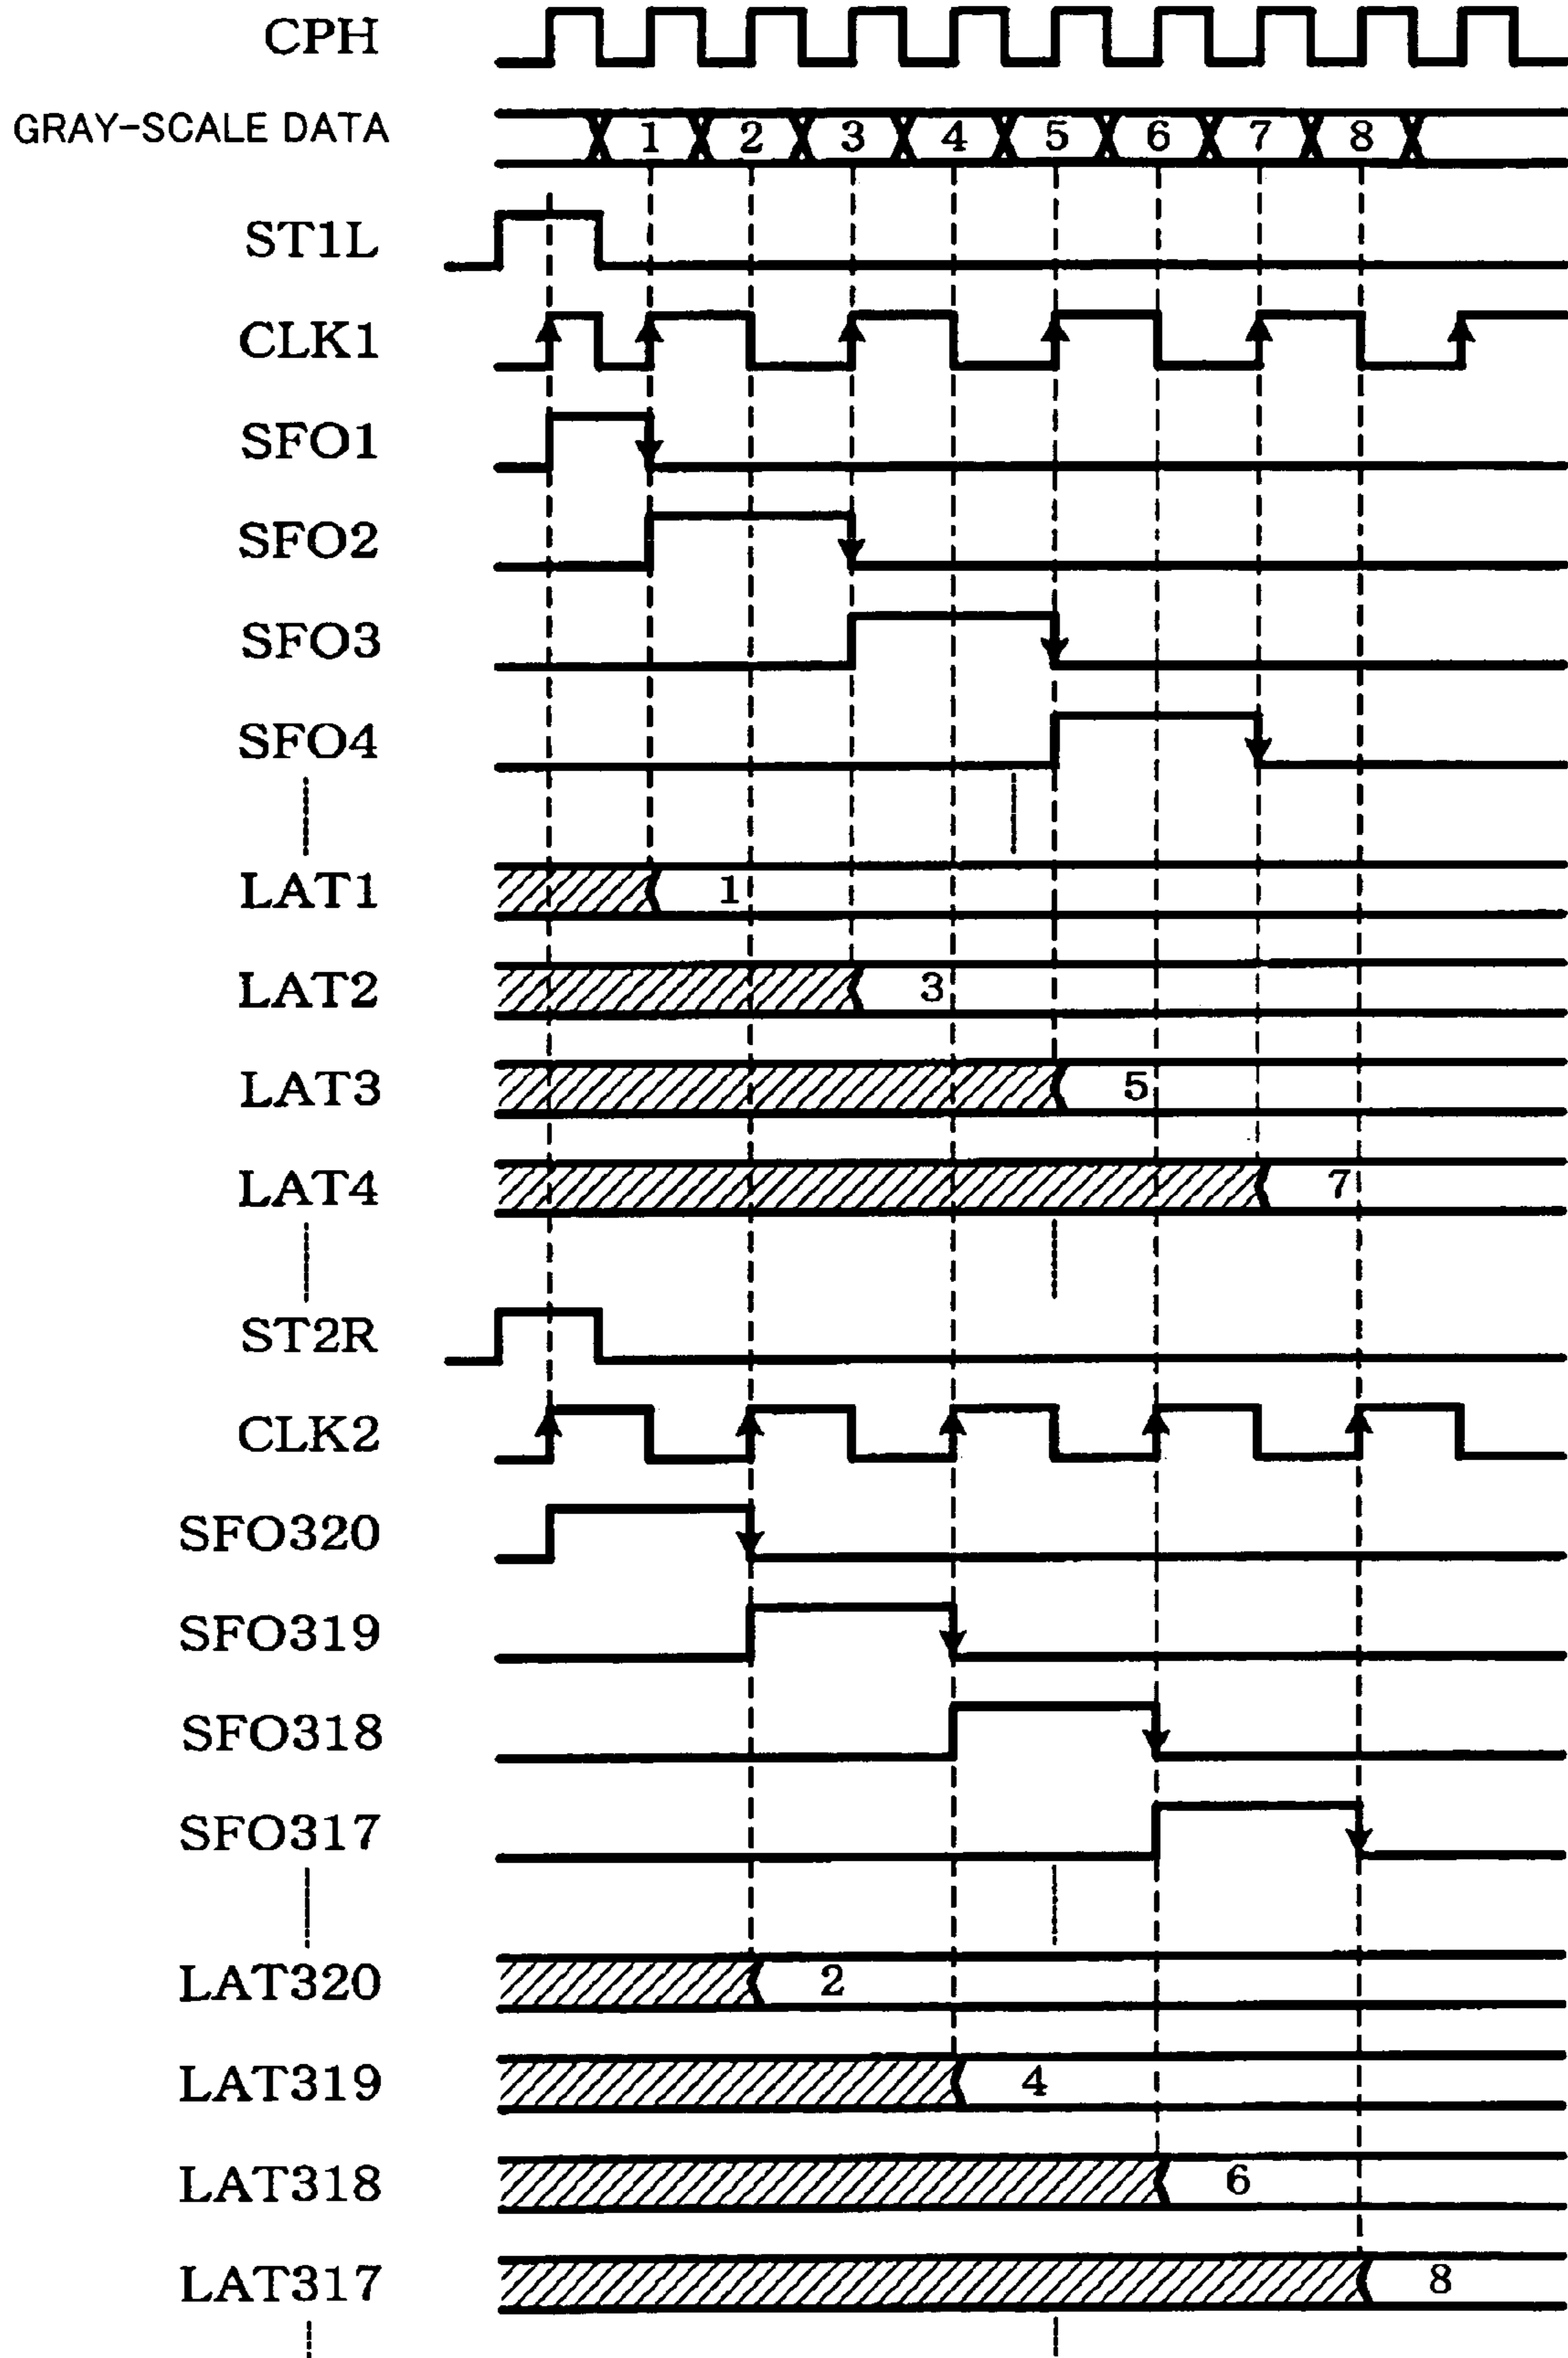 CPH
GRAY-SCALE DATA 1 2 3 4 5 6 7 8
ST1L
CLK1
SFO1
SFO2
SFO3
SFO4
LAT1 1
LAT2 3
LAT3 5
LAT4 7
ST2R
CLK2
SFO320
SFO319
SFO318
SFO317
LAT320 2
LAT319 4
LAT318 6
LAT317 8